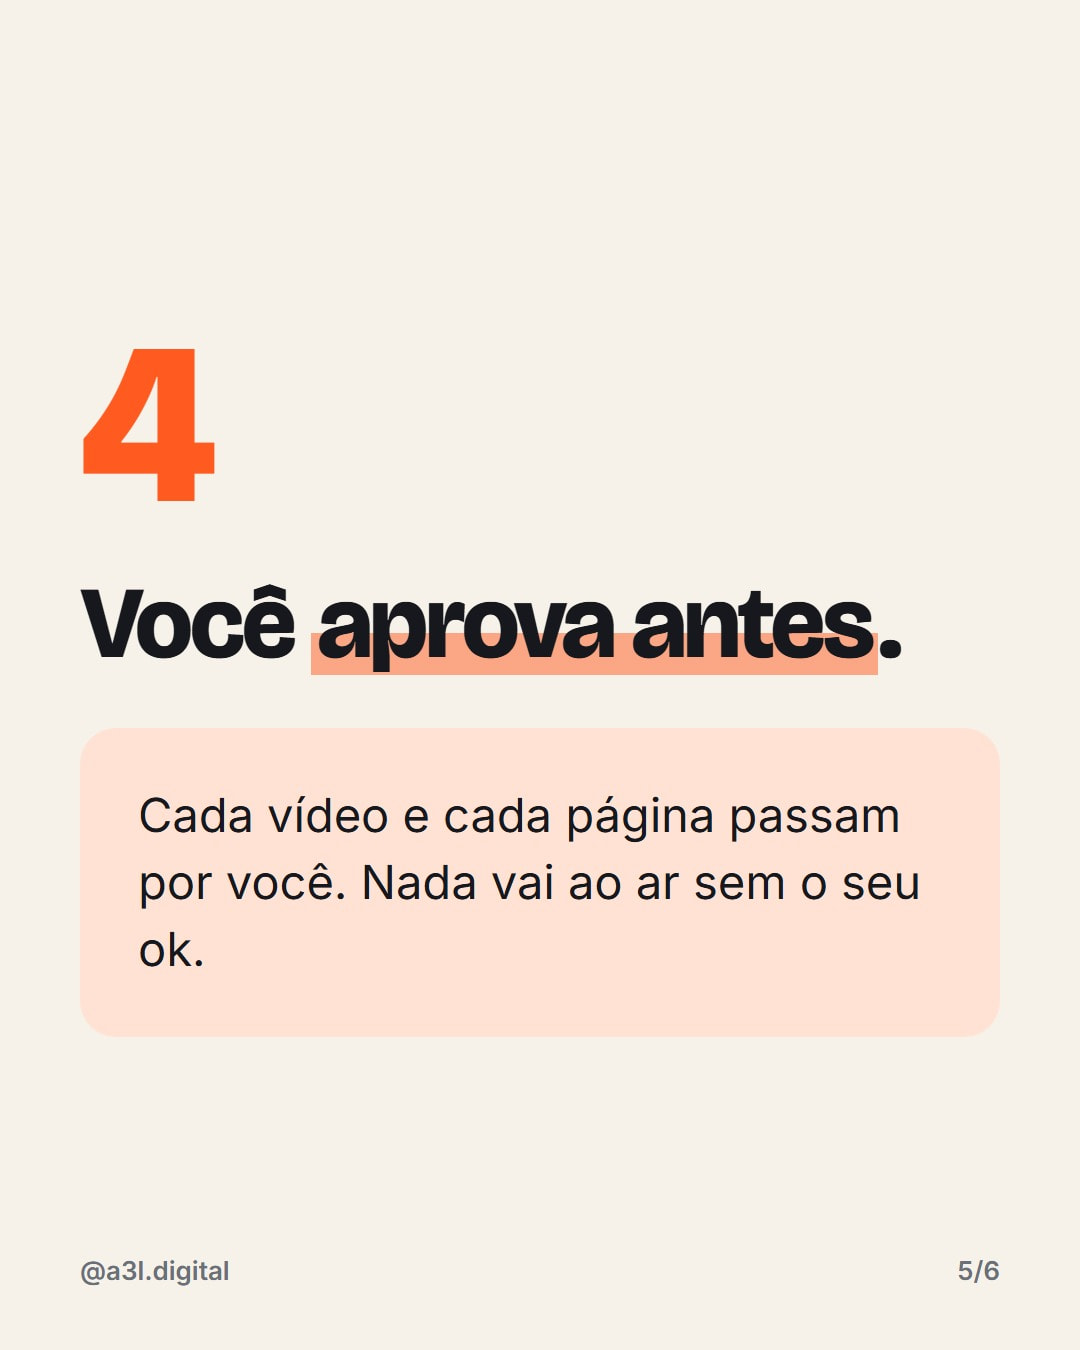 4
Você aprova antes.
Cada vídeo e cada página passam
por você. Nada vai ao ar sem o seu
ok.
@a3l.digital
5/6